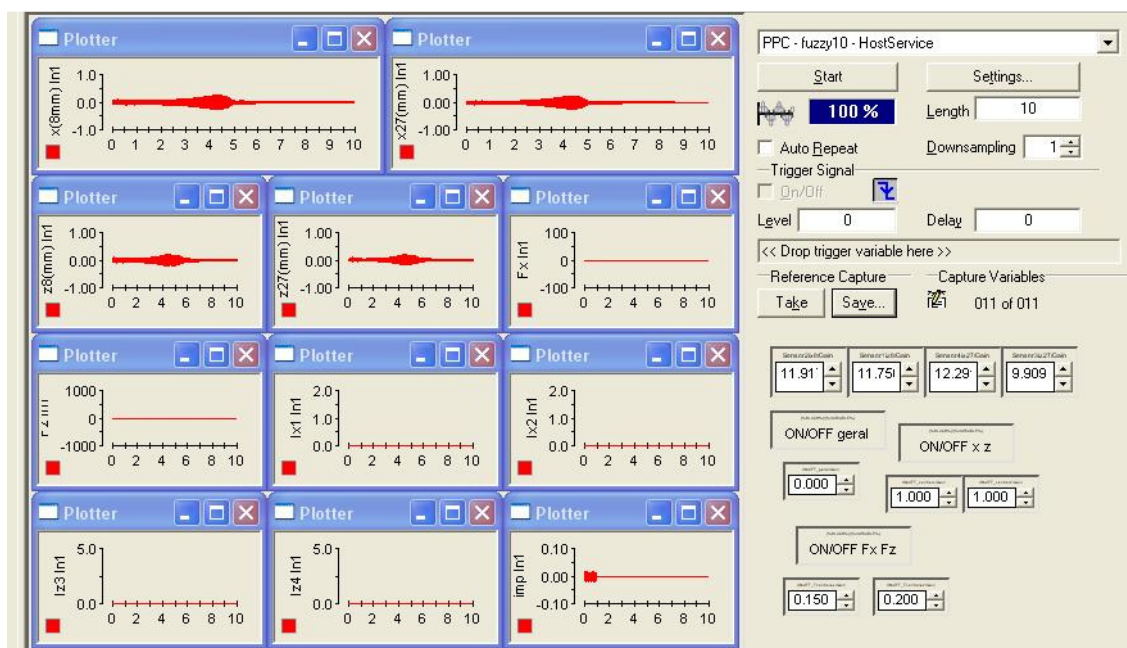 Plotter
x(8mm) In1
1.0
0.0
-1.0
0 1 2 3 4 5 6 7 8 9 10
Plotter
x27(mm) In1
1.00
0.00
-1.00
0 1 2 3 4 5 6 7 8 9 10
Plotter
z8(mm) In1
1.00
0.00
-1.00
0 2 4 6 8 10
Plotter
z27(mm) In1
1.00
0.00
-1.00
0 2 4 6 8 10
Plotter
Fx In1
100
0
-100
0 2 4 6 8 10
Plotter
1000
0
-1000
0 2 4 6 8 10
Plotter
Ix1 In1
2.0
1.0
0.0
0 2 4 6 8 10
Plotter
Ix2 In1
2.0
1.0
0.0
0 2 4 6 8 10
Plotter
Iz3 In1
5.0
0.0
0 2 4 6 8 10
Plotter
Iz4 In1
5.0
0.0
0 2 4 6 8 10
Plotter
imp In1
0.10
0.00
-0.10
0 2 4 6 8 10
PPC - fuzzy10 - HostService
Start Settings...
100 % Length 10
Auto Repeat Downsampling 1
Trigger Signal
On/Off
Level 0 Delay 0
<< Drop trigger variable here >>
Reference Capture Capture Variables
Take Save... 011 of 011
11.91 11.75 12.29 9.909
ON/OFF geral
ON/OFF x z
0.000
1.000 1.000
ON/OFF Fx Fz
0.150 0.200